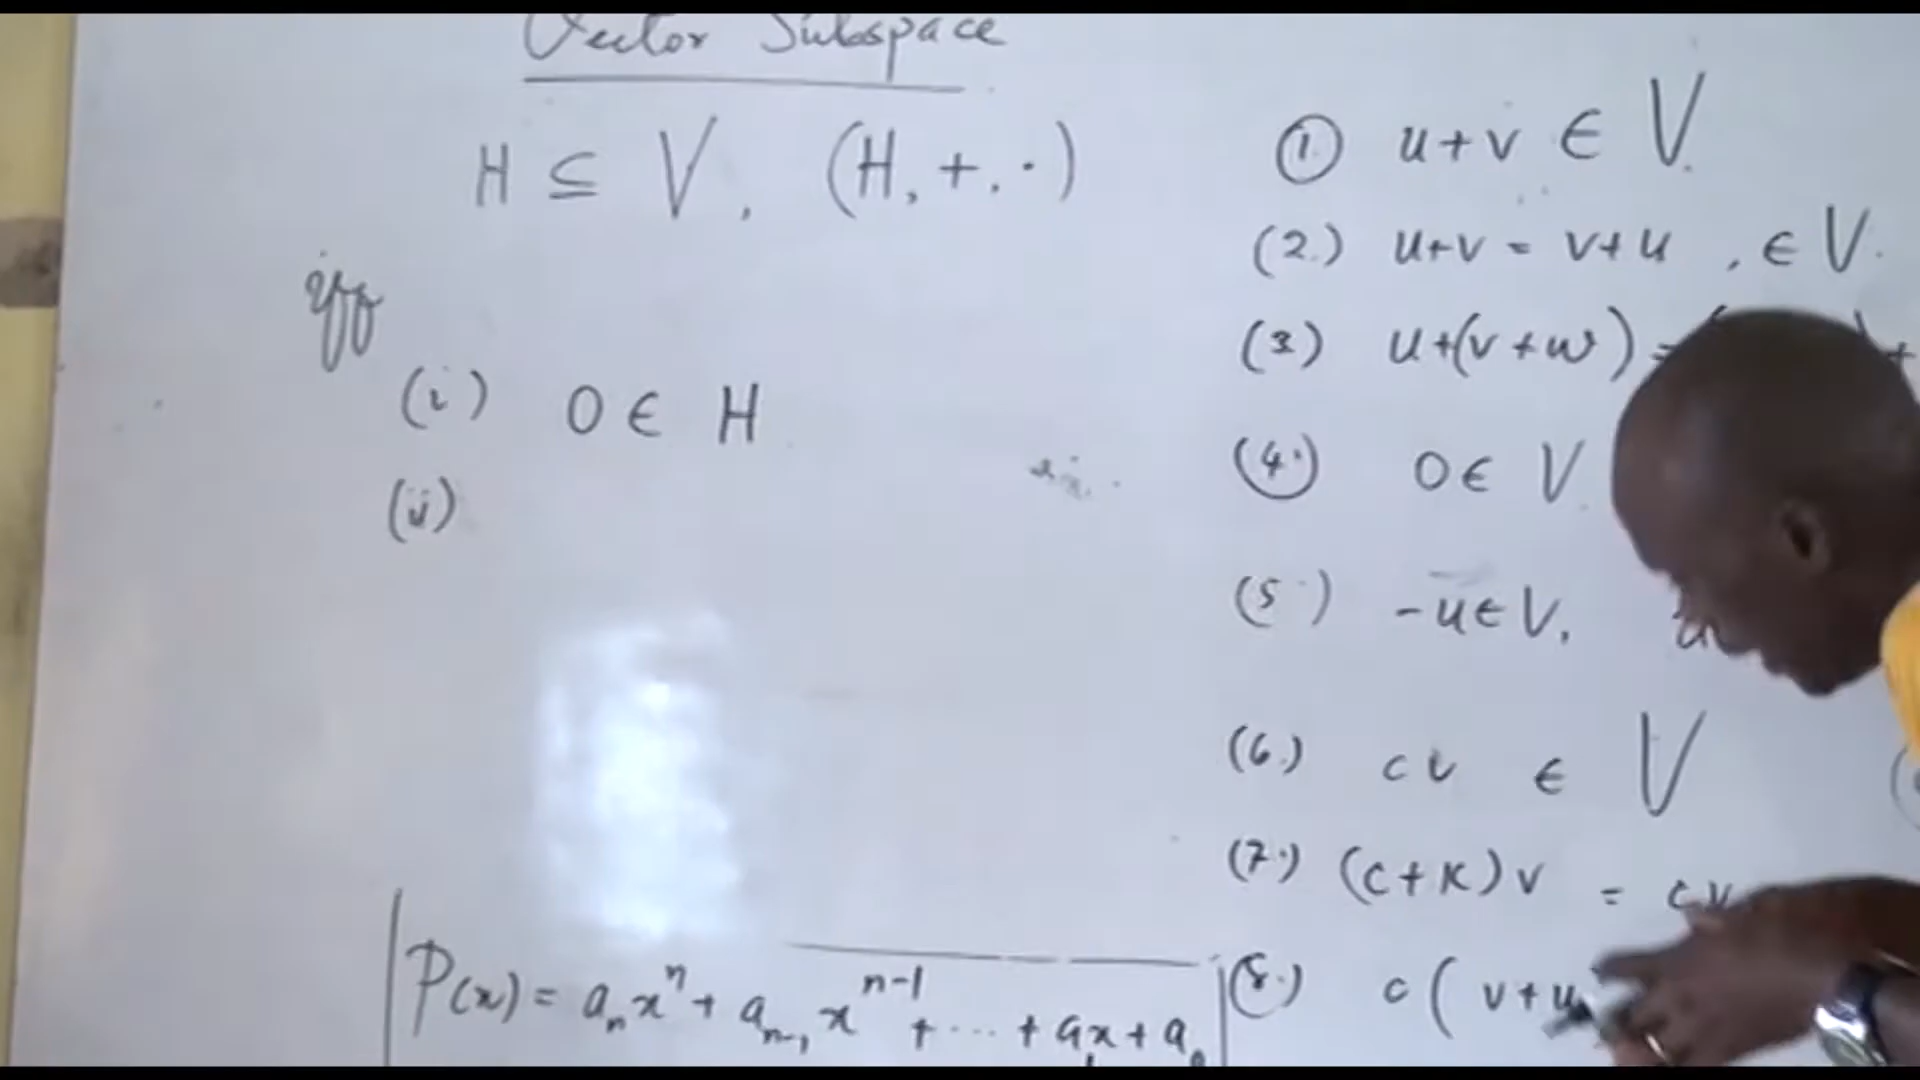 Vector Subspace
H ⊆ V, (H, +, ·)
iff
(i) 0 ∈ H
(ii)
P(x) = aₙxⁿ + aₙ₋₁xⁿ⁻¹ + ··· + a₁x + a₀
(1.) u+v ∈ V.
(2.) u+v = v+u , ∈ V.
(3) u+(v+w) = ( ) +
(4.) 0 ∈ V
(5.) -u ∈ V, u
(6.) cv ∈ V
(7.) (c+K)v = cv
(8.) c(v+u